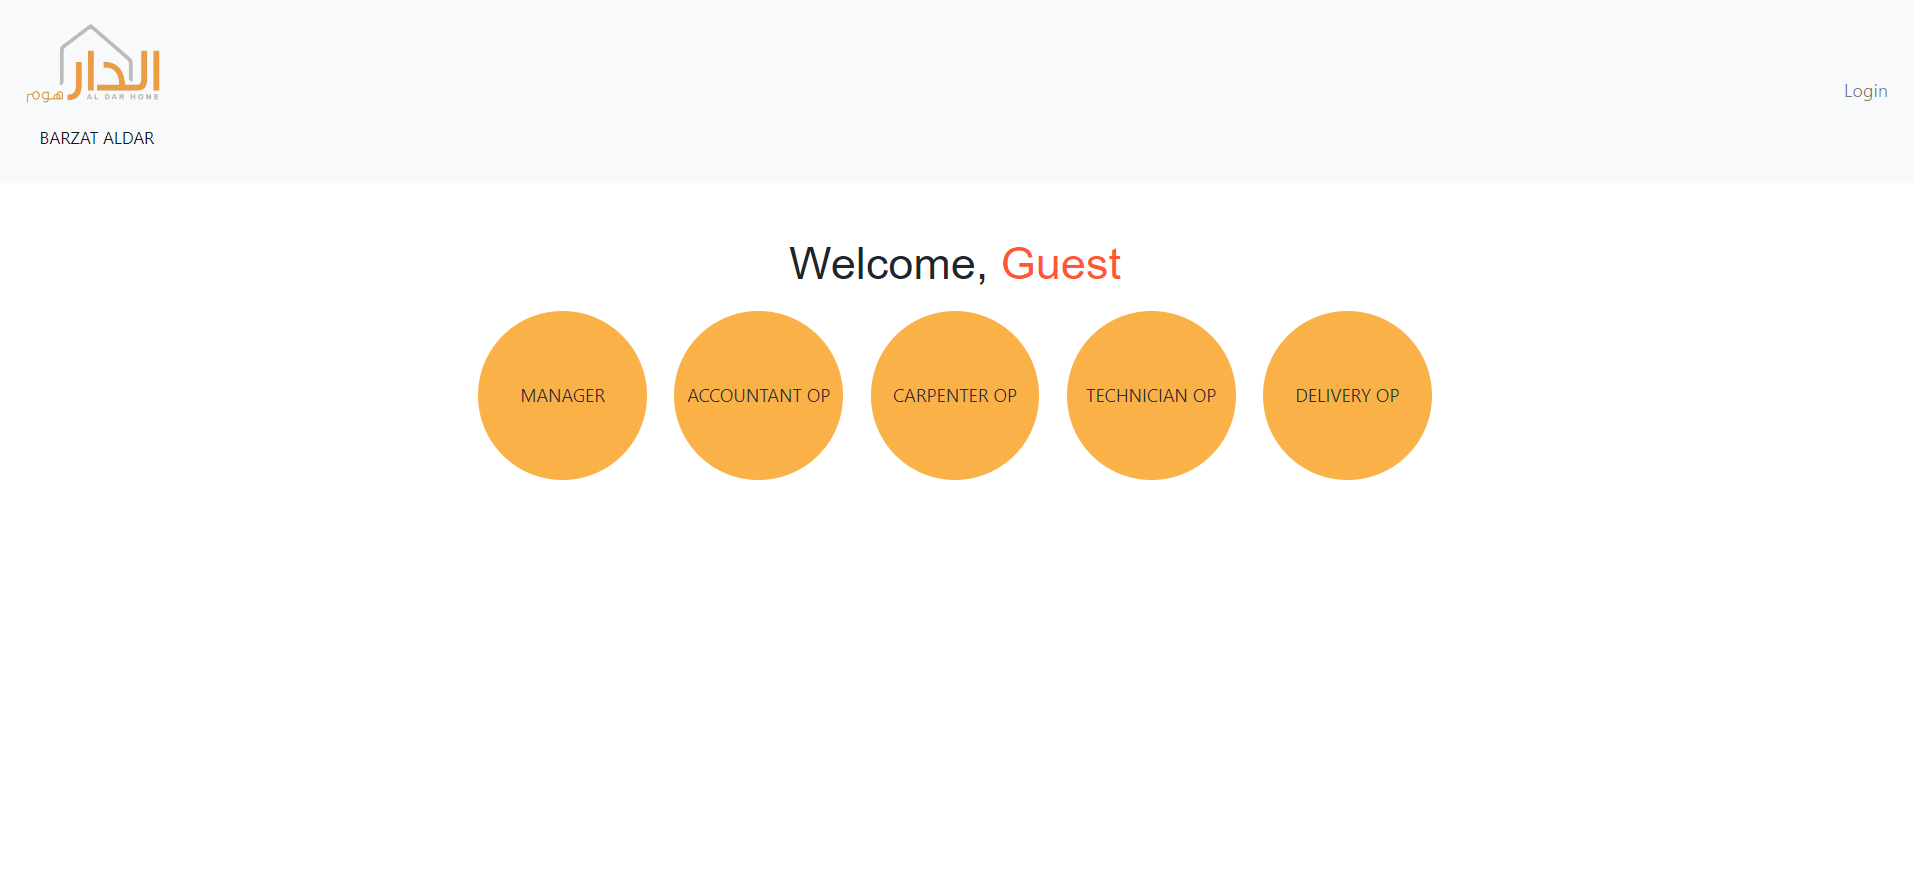 الدار
هوم
AL DAR HOME
BARZAT ALDAR
Login
Welcome, Guest
MANAGER
ACCOUNTANT OP
CARPENTER OP
TECHNICIAN OP
DELIVERY OP